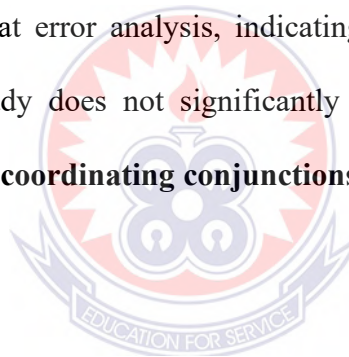 at error analysis, indicating
dy does not significantly
coordinating conjunctions
EDUCATION FOR SERVICE